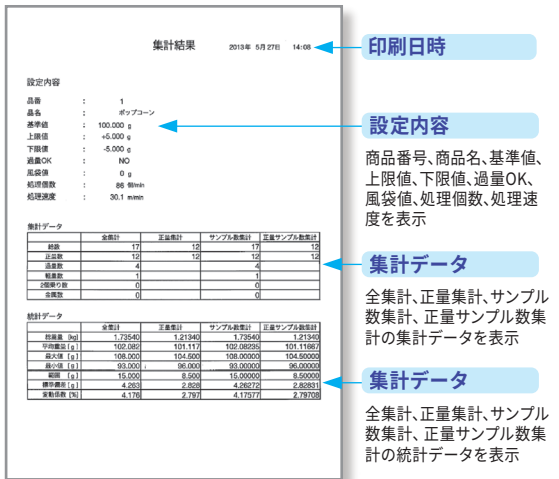 集計結果 2013年 5月27日 14:08
印刷日時
設定内容
品番 : 1
品名 : ポップコーン
基準値 : 100.000 g
上限値 : +5.000 g
下限値 : -5.000 g
過量OK : NO
風袋値 : 0 g
処理個数 : 86 個/min
処理速度 : 30.1 m/min
設定内容
商品番号、商品名、基準値、
上限値、下限値、過量OK、
風袋値、処理個数、処理速
度を表示
集計データ
全集計 正量集計 サンプル数集計 正量サンプル数集計
総数 17 12 17 12
正量数 12 12 12 12
過量数 4 4
軽量数 1 1
2個乗り数 0 0
金属数 0 0
集計データ
全集計、正量集計、サンプル
数集計、正量サンプル数集
計の集計データを表示
統計データ
全集計 正量集計 サンプル数集計 正量サンプル数集計
総重量 [kg] 1.73540 1.21340 1.73540 1.21340
平均重量 [g] 102.082 101.117 102.08235 101.11667
最大値 [g] 108.000 104.500 108.00000 104.50000
最小値 [g] 93.000 96.000 93.00000 96.00000
範囲 [g] 15.000 8.500 15.00000 8.50000
標準偏差 [g] 4.263 2.828 4.26272 2.82831
変動係数 [%] 4.176 2.797 4.17577 2.79708
集計データ
全集計、正量集計、サンプル
数集計、正量サンプル数集
計の統計データを表示